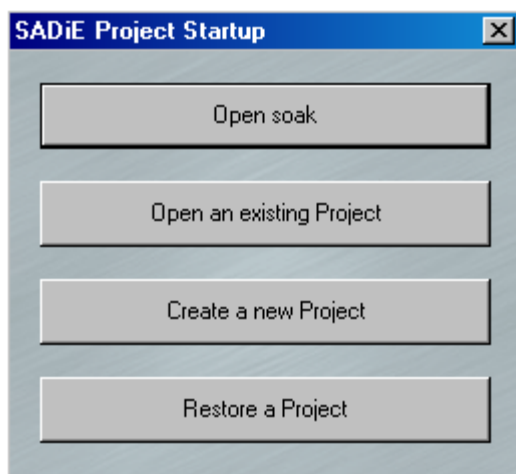 SADiE Project Startup
Open soak
Open an existing Project
Create a new Project
Restore a Project